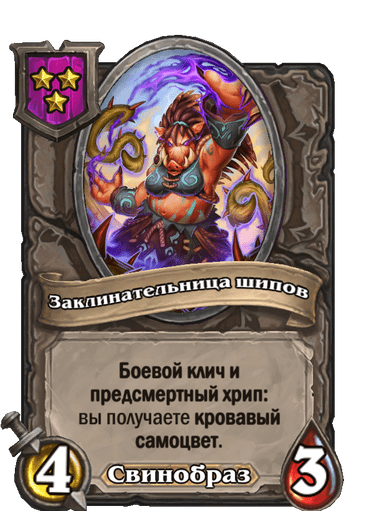 Заклинательница шипов
Боевой клич и
предсмертный хрип:
вы получаете кровавый
самоцвет.
4
Свинобраз
3